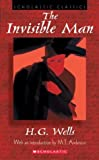 SCHOLASTIC CLASSICS
The
Invisible Man
H.G. Wells
With an introduction by M.T. Anderson
SCHOLASTIC